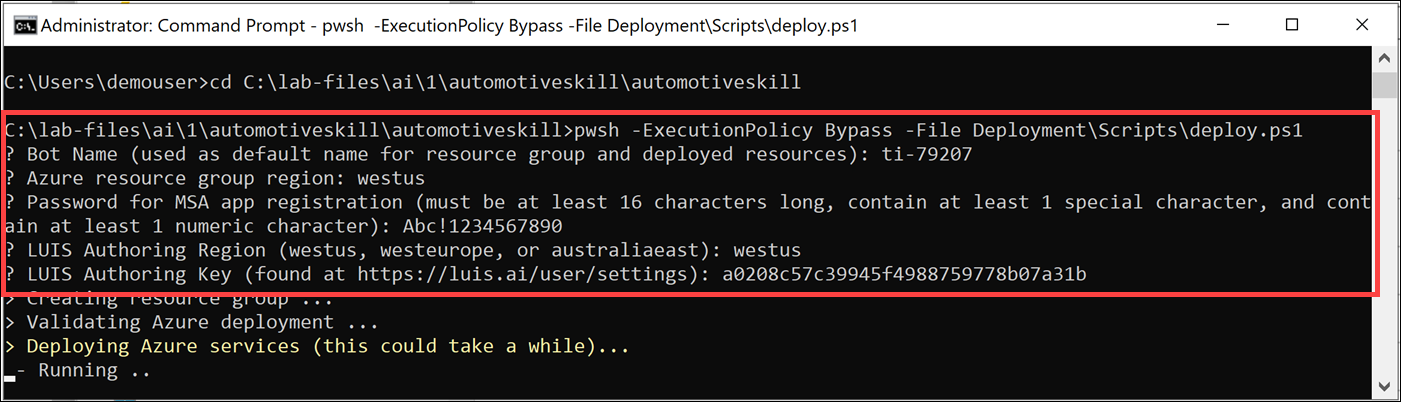 Administrator: Command Prompt - pwsh  -ExecutionPolicy Bypass -File Deployment\Scripts\deploy.ps1
C:\Users\demouser>cd C:\lab-files\ai\1\automotiveskill\automotiveskill
C:\lab-files\ai\1\automotiveskill\automotiveskill>pwsh -ExecutionPolicy Bypass -File Deployment\Scripts\deploy.ps1
? Bot Name (used as default name for resource group and deployed resources): ti-79207
? Azure resource group region: westus
? Password for MSA app registration (must be at least 16 characters long, contain at least 1 special character, and cont
ain at least 1 numeric character): Abc!1234567890
? LUIS Authoring Region (westus, westeurope, or australiaeast): westus
? LUIS Authoring Key (found at https://luis.ai/user/settings): a0208c57c39945f4988759778b07a31b
> Creating resource group ...
> Validating Azure deployment ...
> Deploying Azure services (this could take a while)...
- Running ..